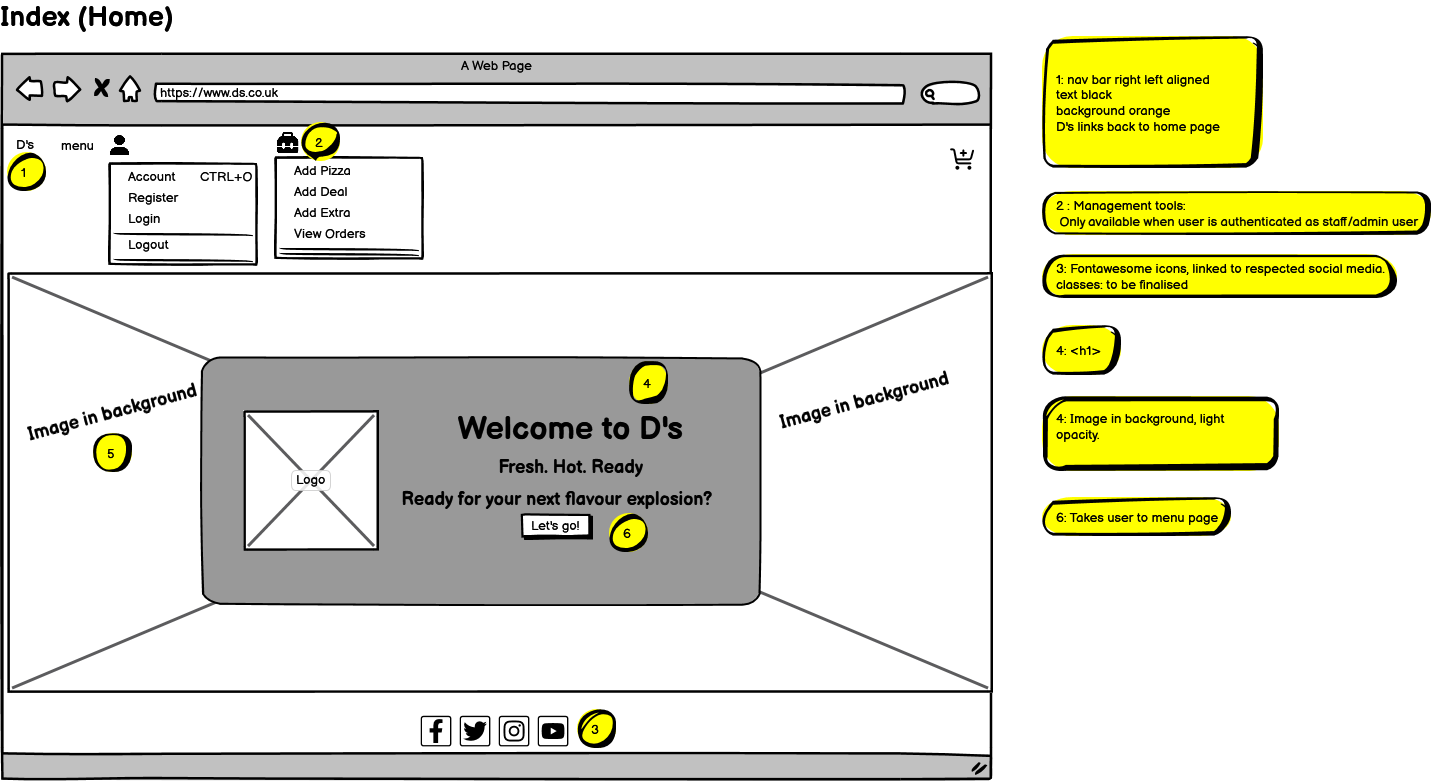 Index (Home)
A Web Page
https://www.ds.co.uk
D's
menu
1
Account CTRL+O
Register
Login
Logout
2
Add Pizza
Add Deal
Add Extra
View Orders
Image in background
5
Logo
4
Welcome to D's
Fresh. Hot. Ready
Ready for your next flavour explosion?
Let's go!
6
Image in background
3
1: nav bar right left aligned
text black
background orange
D's links back to home page
2 : Management tools:
Only available when user is authenticated as staff/admin user
3: Fontawesome icons, linked to respected social media.
classes: to be finalised
4: <h1>
4: Image in background, light
opacity.
6: Takes user to menu page